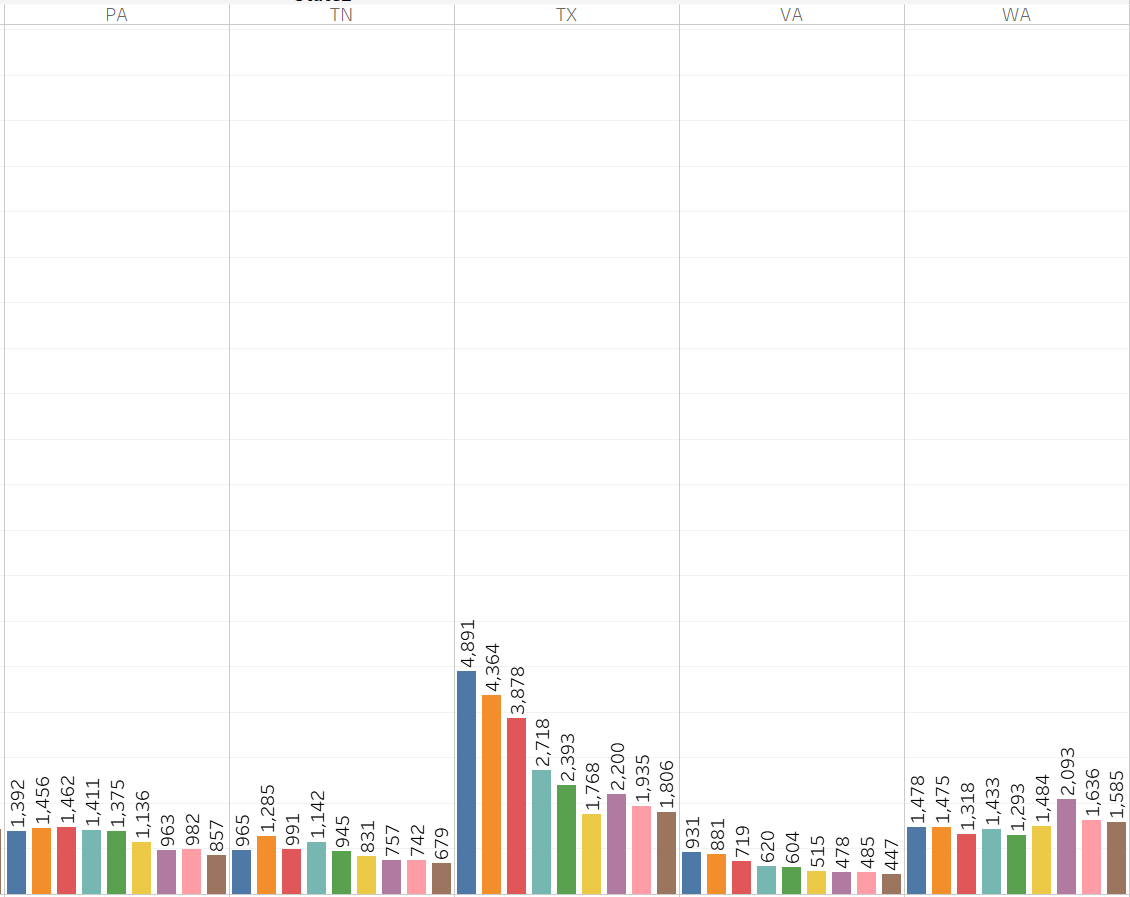 PA TN TX VA WA
1,392 1,456 1,462 1,411 1,375 1,136 963 982 857
965 1,285 991 1,142 945 831 757 742 679
4,891 4,364 3,878 2,718 2,393 1,768 2,200 1,935 1,806
931 881 719 620 604 515 478 485 447
1,478 1,475 1,318 1,433 1,293 1,484 2,093 1,636 1,585